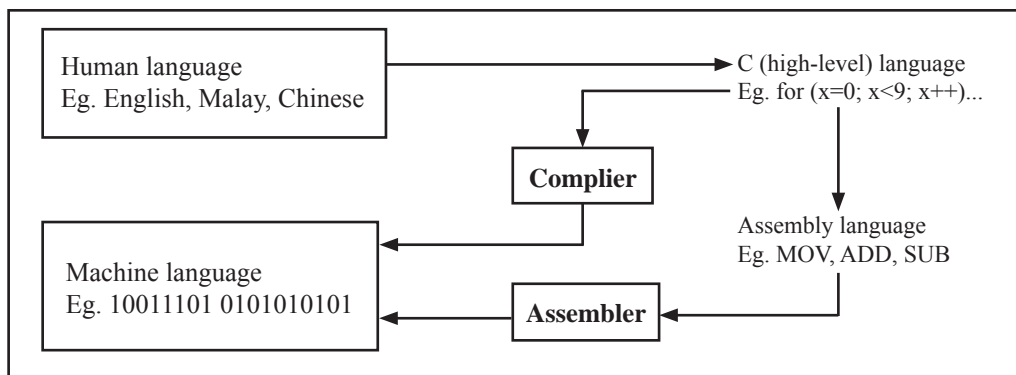 Human language
Eg. English, Malay, Chinese
C (high-level) language
Eg. for (x=0; x<9; x++)...
Complier
Assembly language
Eg. MOV, ADD, SUB
Machine language
Eg. 10011101 0101010101
Assembler